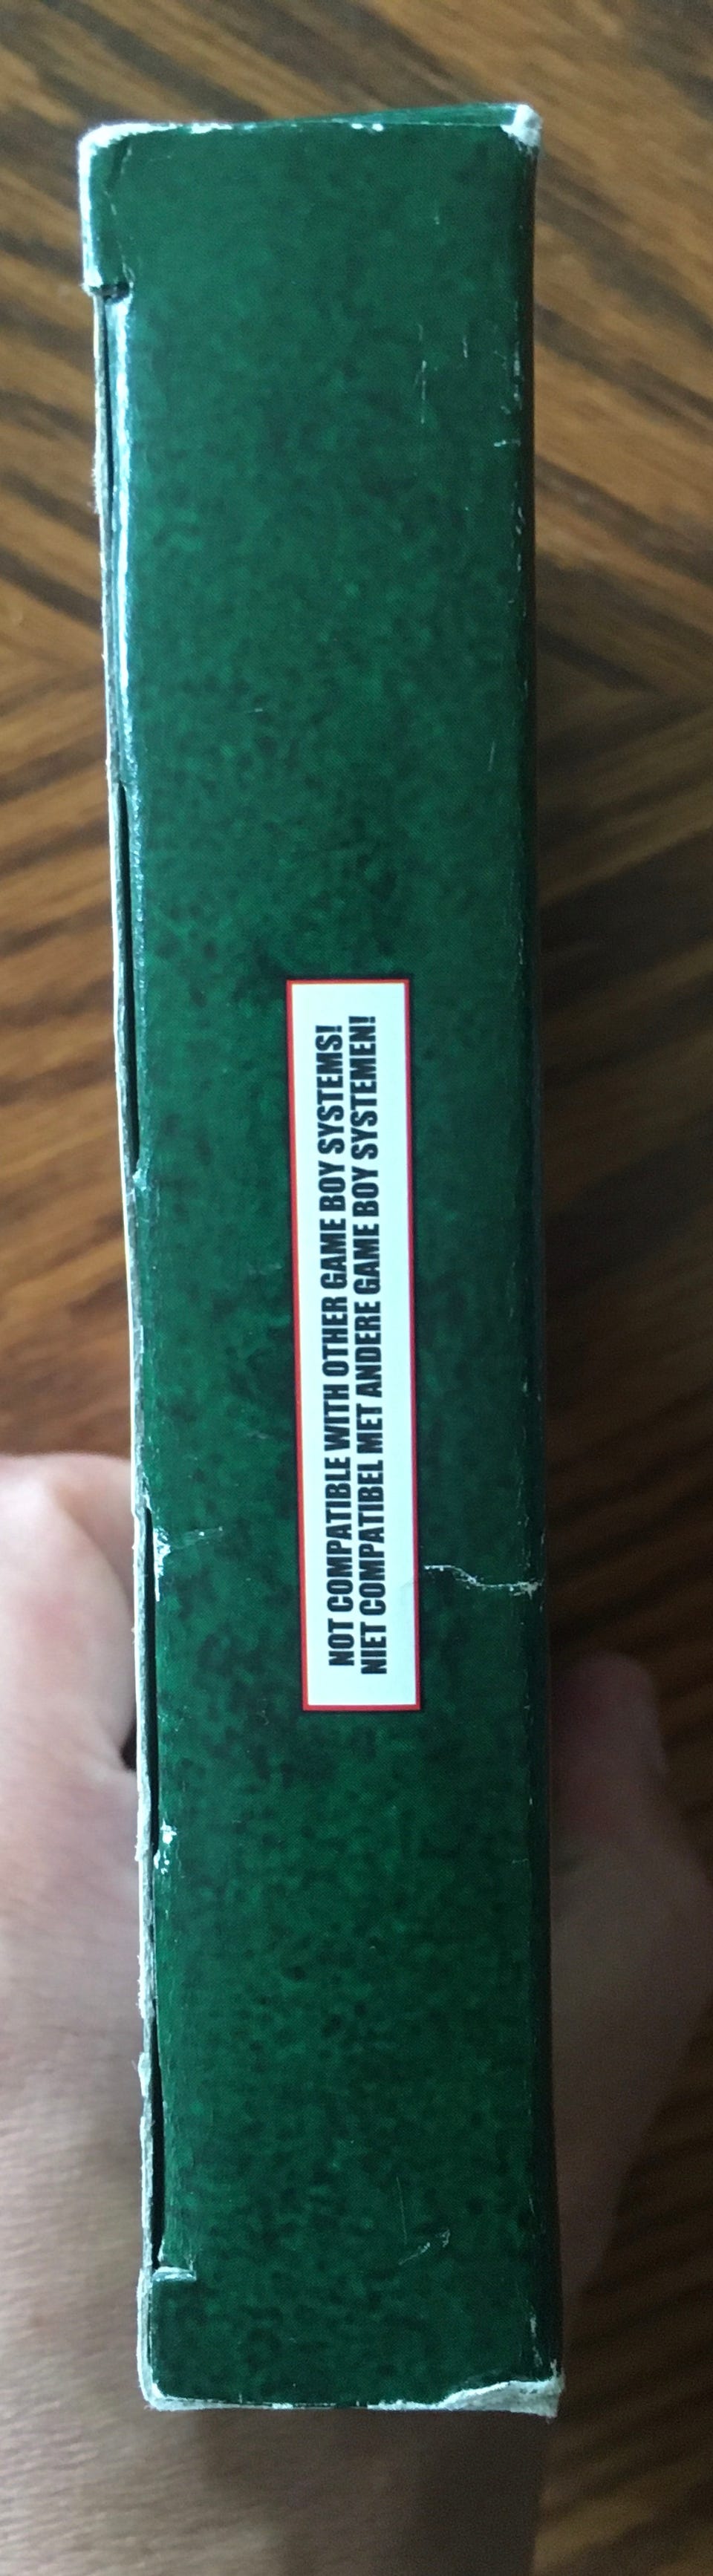 NOT COMPATIBLE WITH OTHER GAME BOY SYSTEMS!
NIET COMPATIBEL MET ANDERE GAME BOY SYSTEMEN!